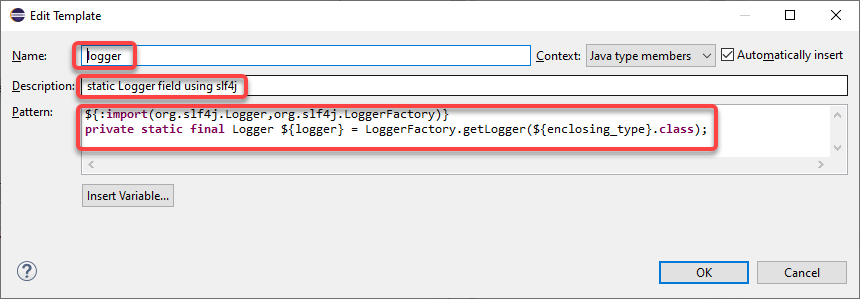 Edit Template
Name: logger Context: Java type members Automatically insert
Description: static Logger field using slf4j
Pattern: ${:import(org.slf4j.Logger,org.slf4j.LoggerFactory)}
private static final Logger ${logger} = LoggerFactory.getLogger(${enclosing_type}.class);
Insert Variable...
? OK Cancel